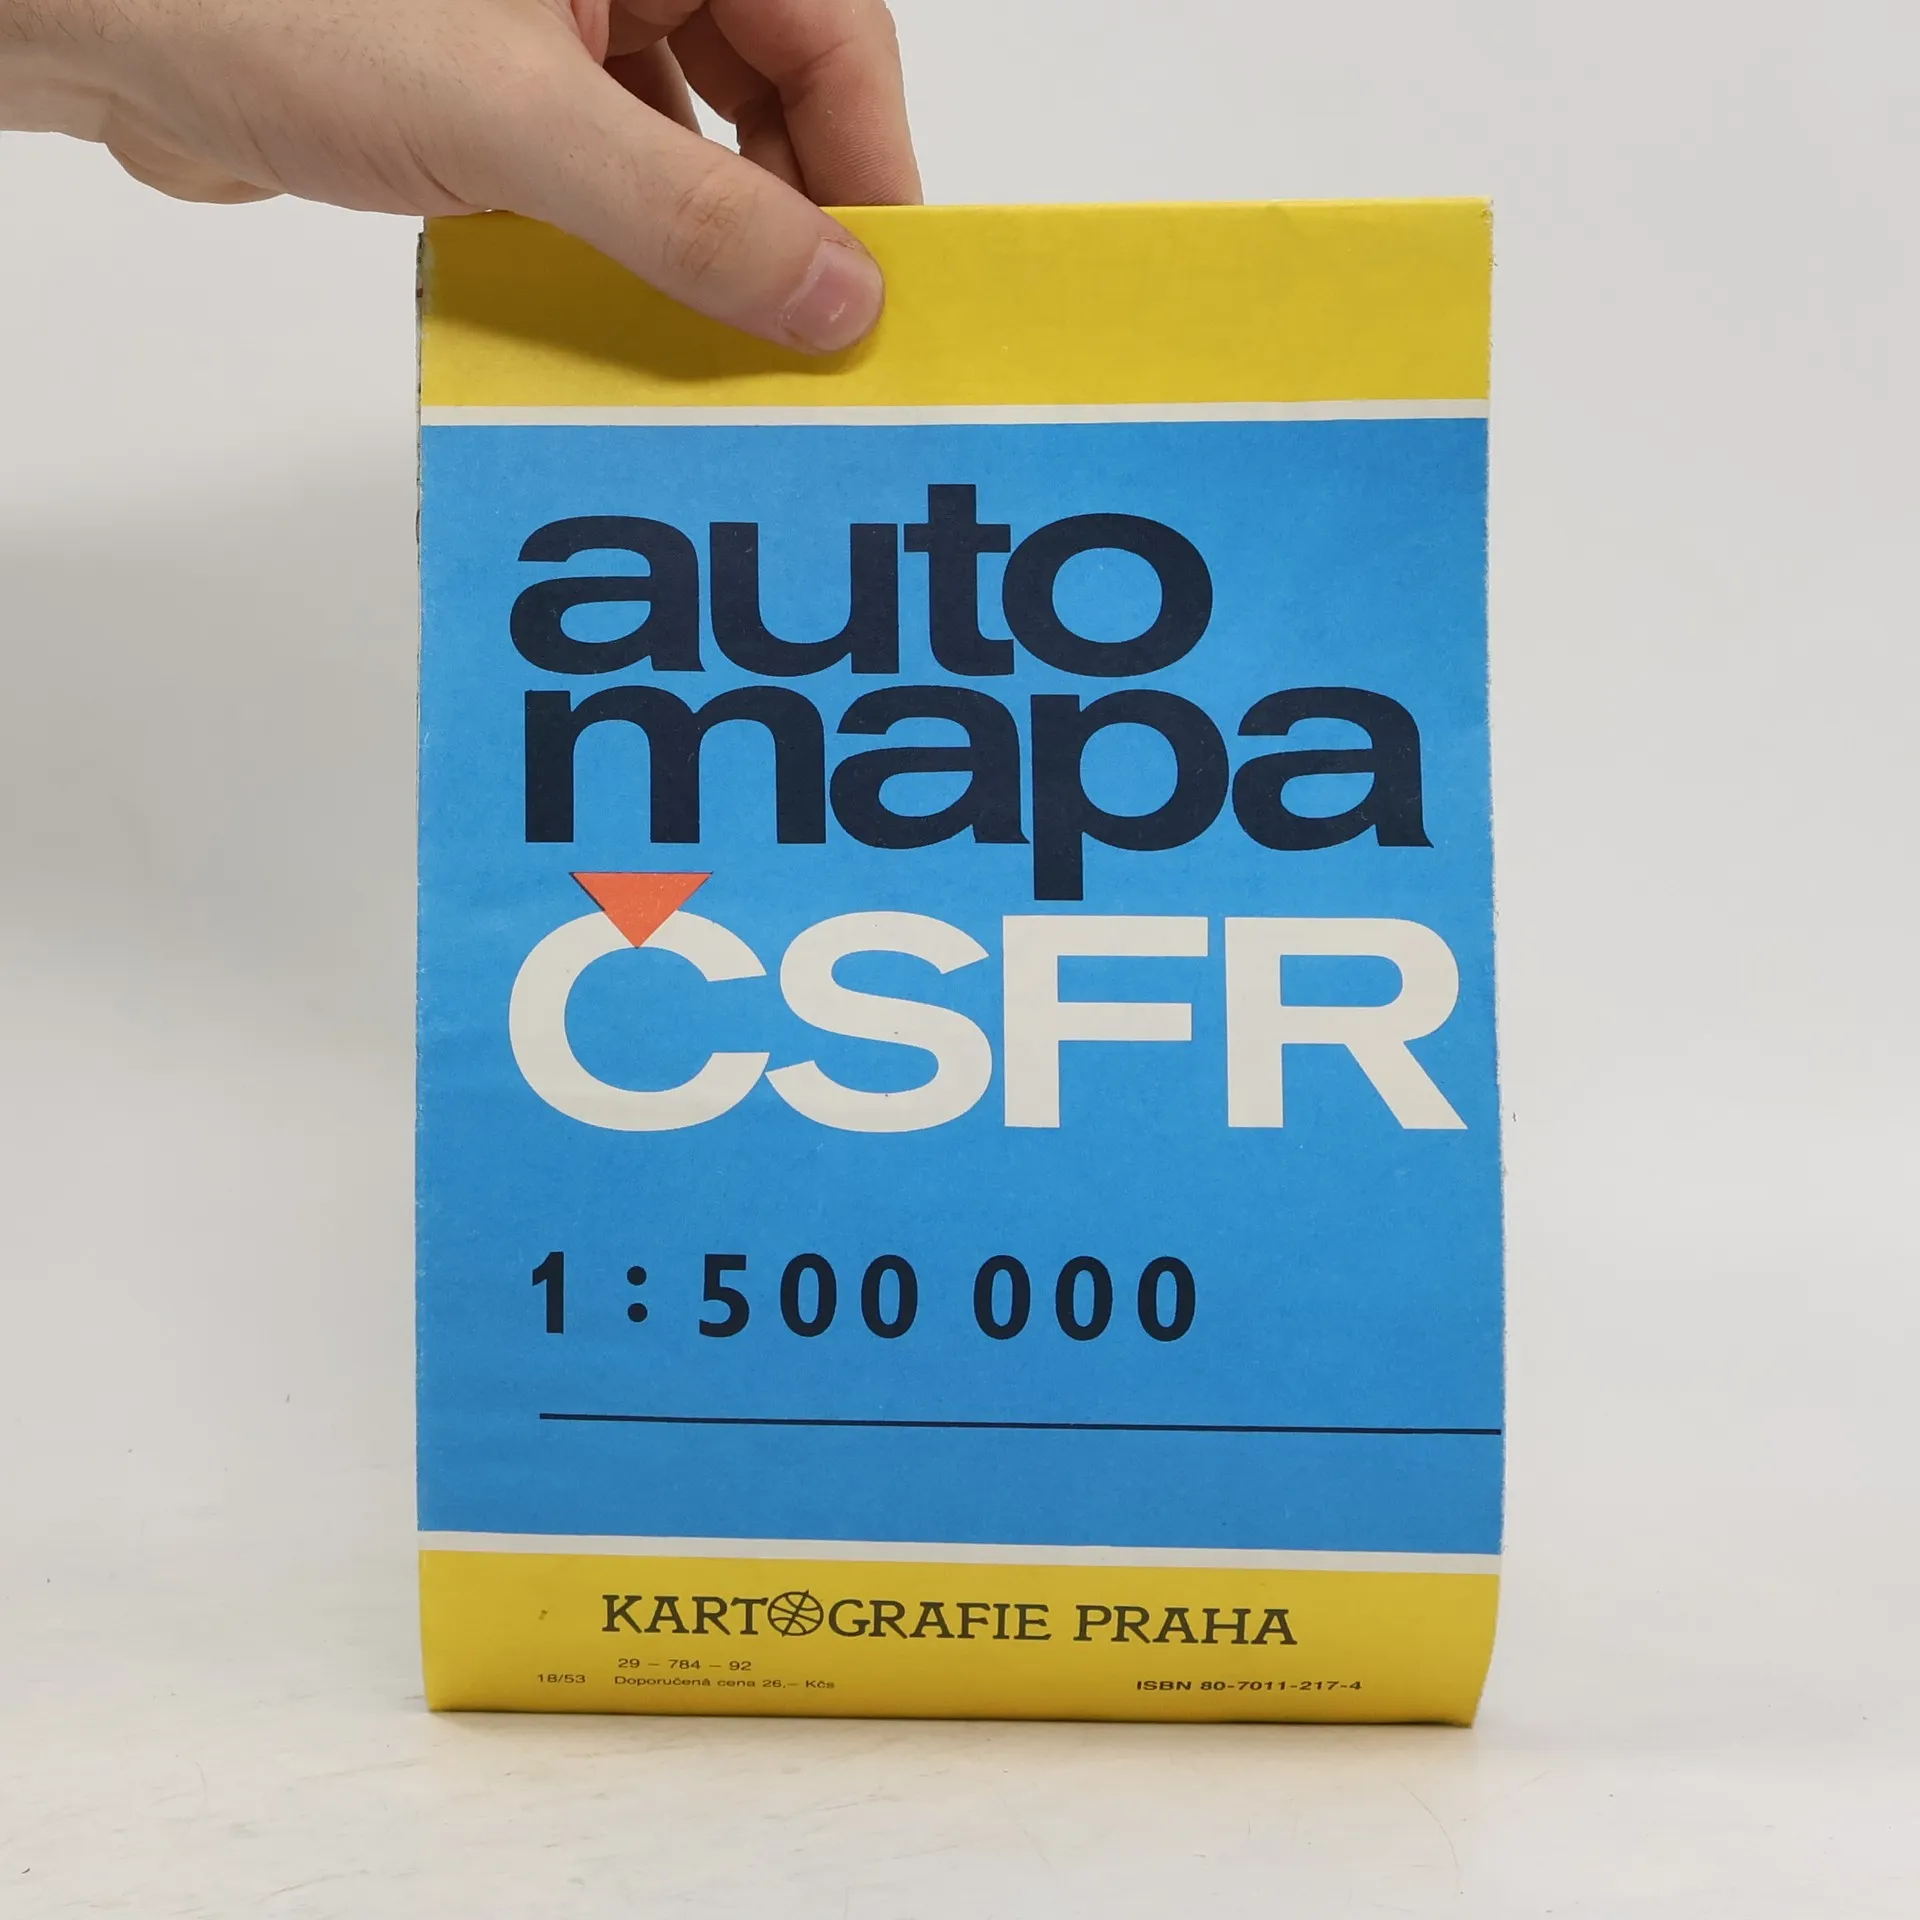 auto
mapa
ČSFR
1 : 500 000
KARTOGRAFIE PRAHA
29 – 784 – 92
18/53 Doporučená cena 26,– Kčs
ISBN 80-7011-217-4